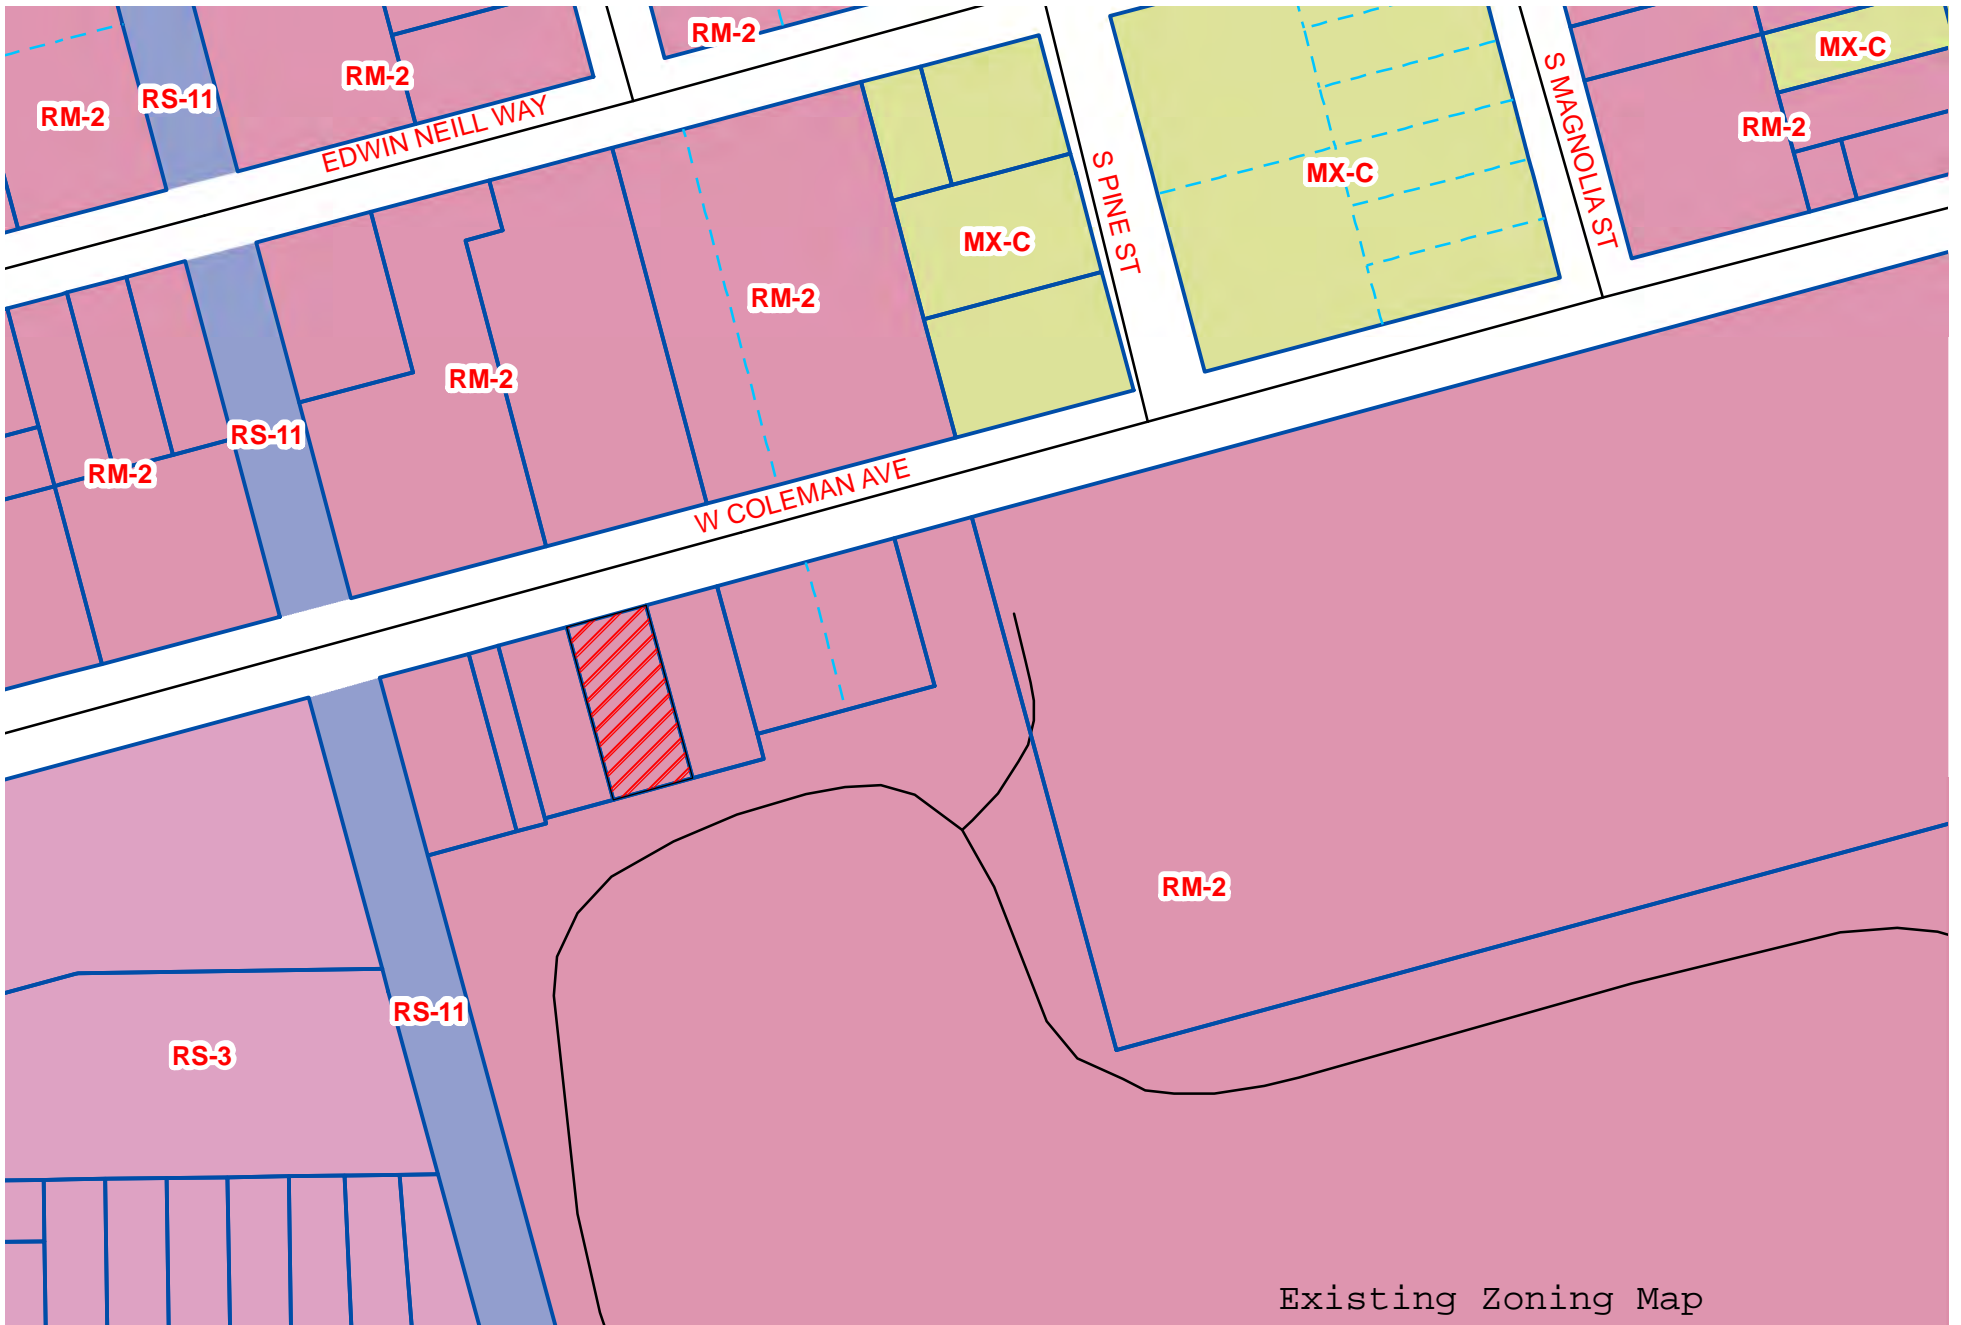 RM-2
MX-C
RM-2
RS-11
RM-2
EDWIN NEILL WAY
S MAGNOLIA ST
RM-2
MX-C
S PINE ST
MX-C
RM-2
RM-2
RS-11
RM-2
W COLEMAN AVE
RM-2
RS-11
RS-3
Existing Zoning Map